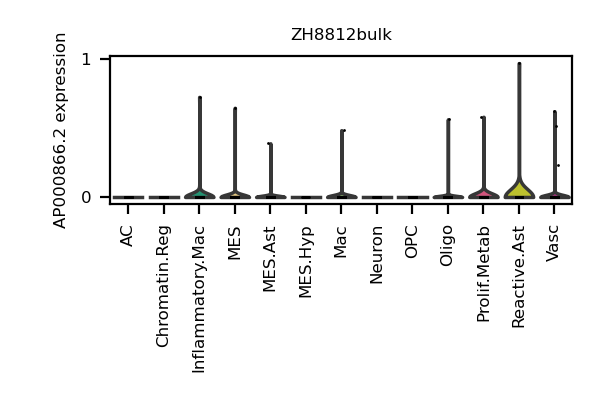 ZH8812bulk
AP000866.2 expression
1
0
AC
Chromatin.Reg
Inflammatory.Mac
MES
MES.Ast
MES.Hyp
Mac
Neuron
OPC
Oligo
Prolif.Metab
Reactive.Ast
Vasc